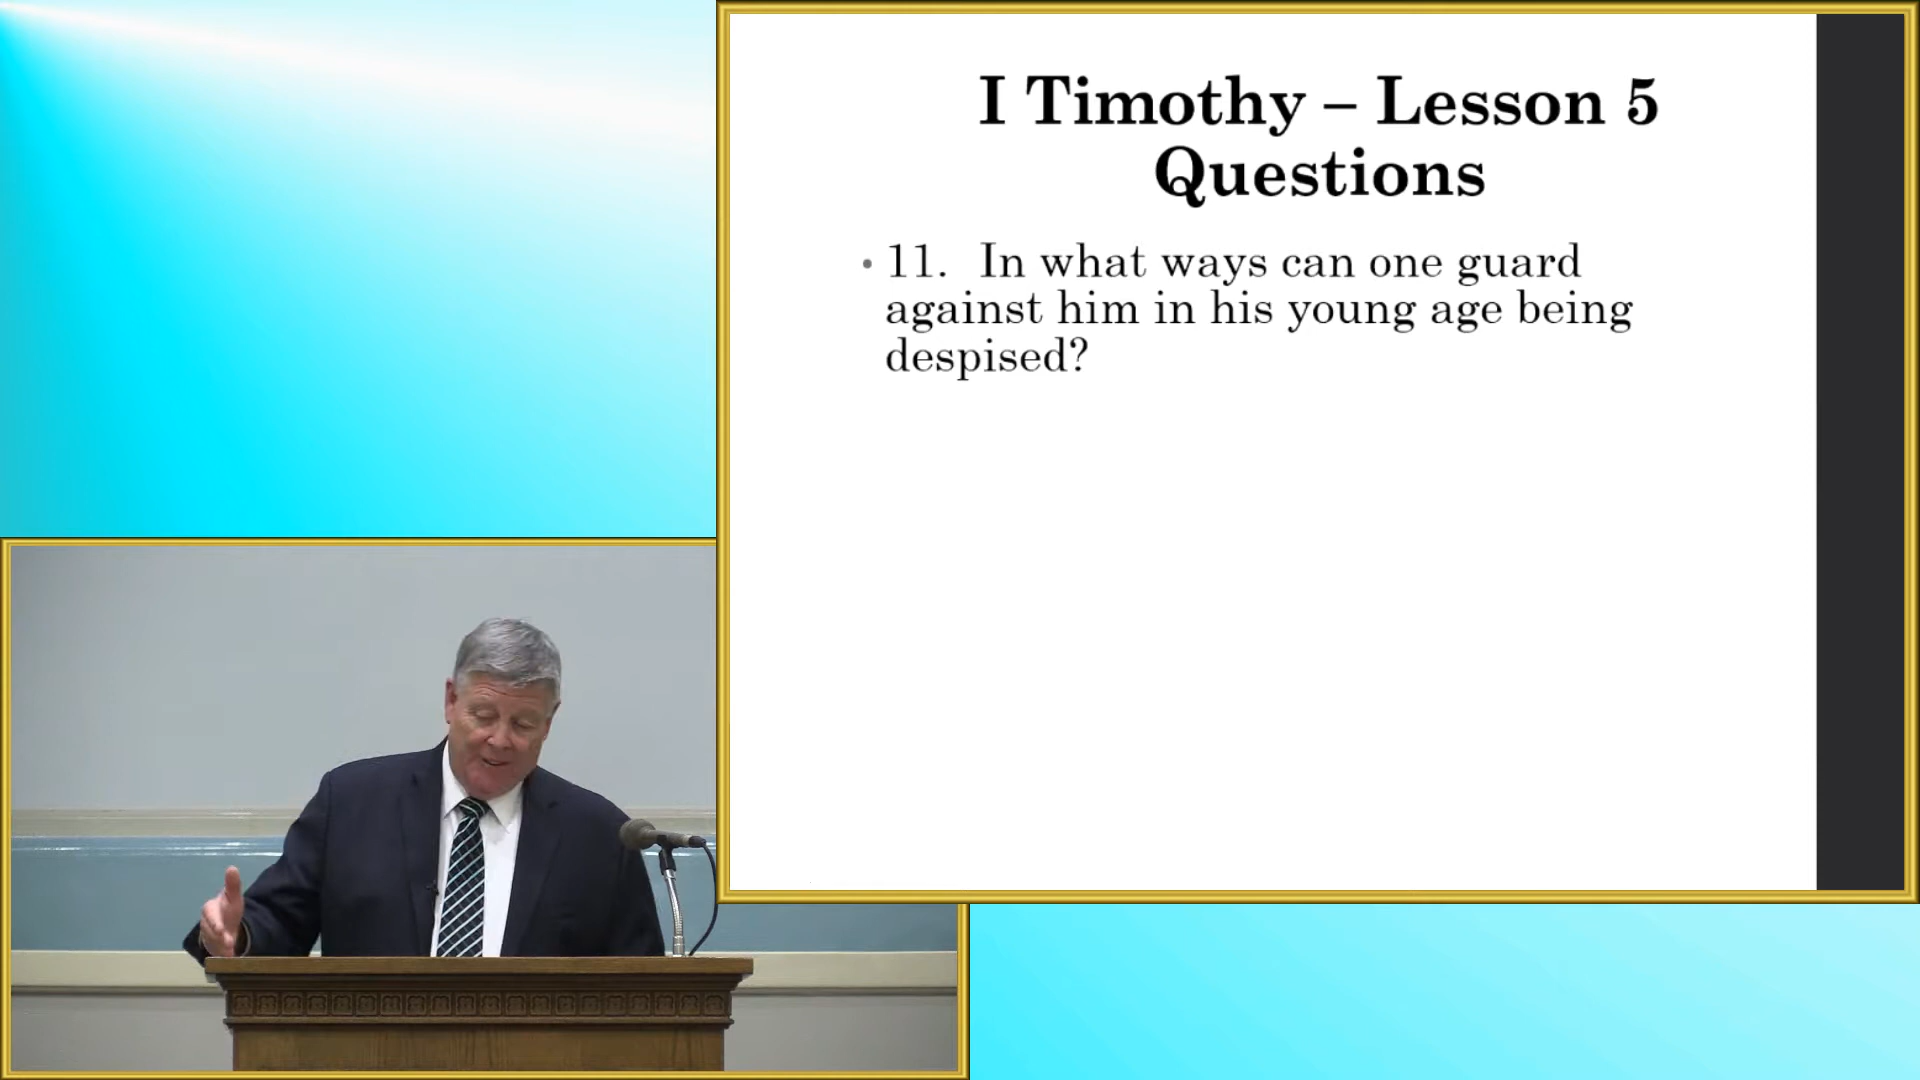 I Timothy – Lesson 5
Questions
• 11. In what ways can one guard
against him in his young age being
despised?